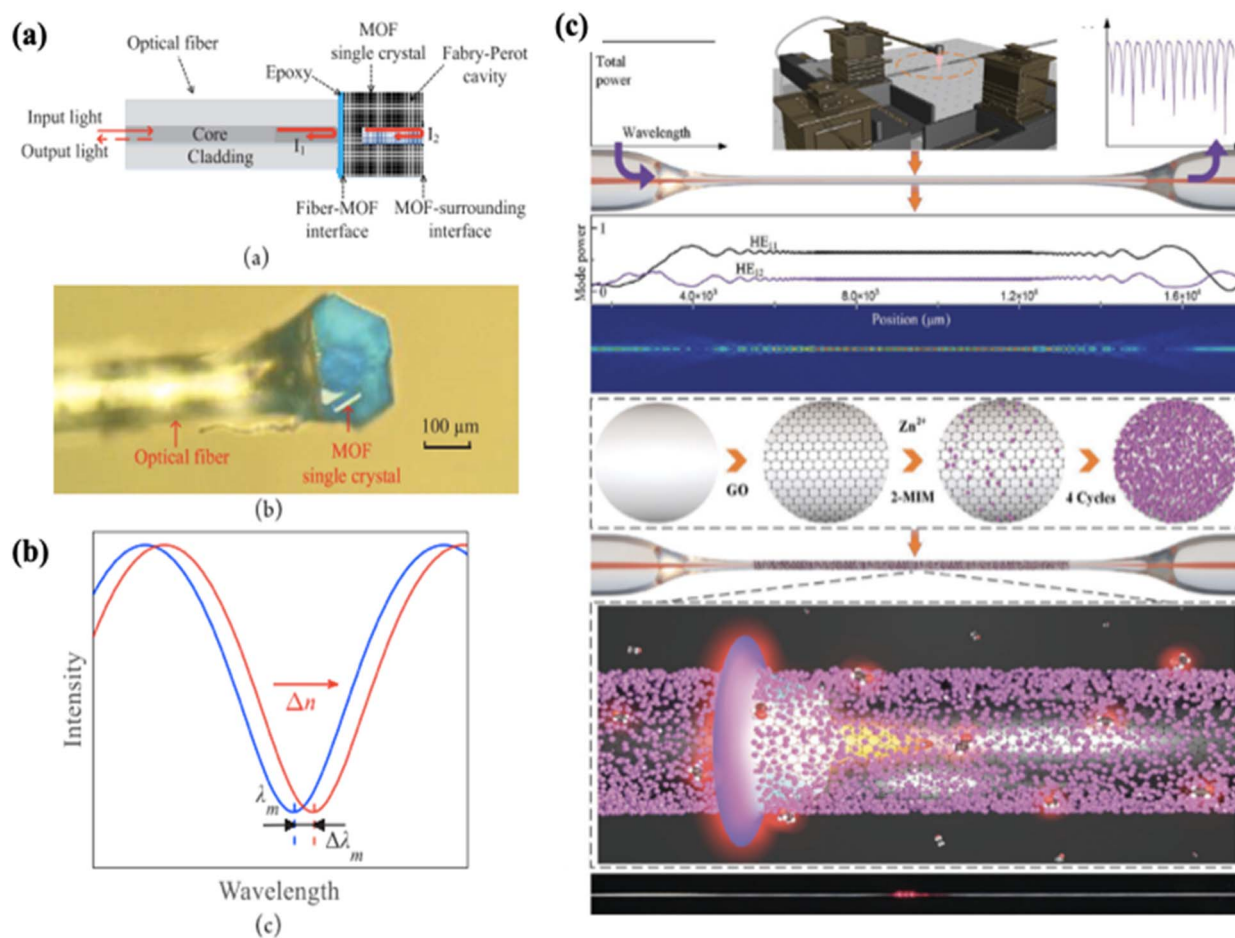 (a)
Optical fiber
MOF
single crystal
Fabry-Perot
cavity
Epoxy
Input light
Output light
Core
Cladding
I₁
I₂
Fiber-MOF
interface
MOF-surrounding
interface
(a)
Optical fiber
MOF
single crystal
100 µm
(b)
(b)
Intensity
Δn
λₘ
Δλₘ
Wavelength
(c)
(c)
Total
power
Wavelength
Mode power
1
0
HE₁₁
HE₁₂
4.0×10³
8.0×10³
1.2×10⁴
1.6×10⁴
Position (µm)
GO
Zn²⁺
2-MIM
4 Cycles